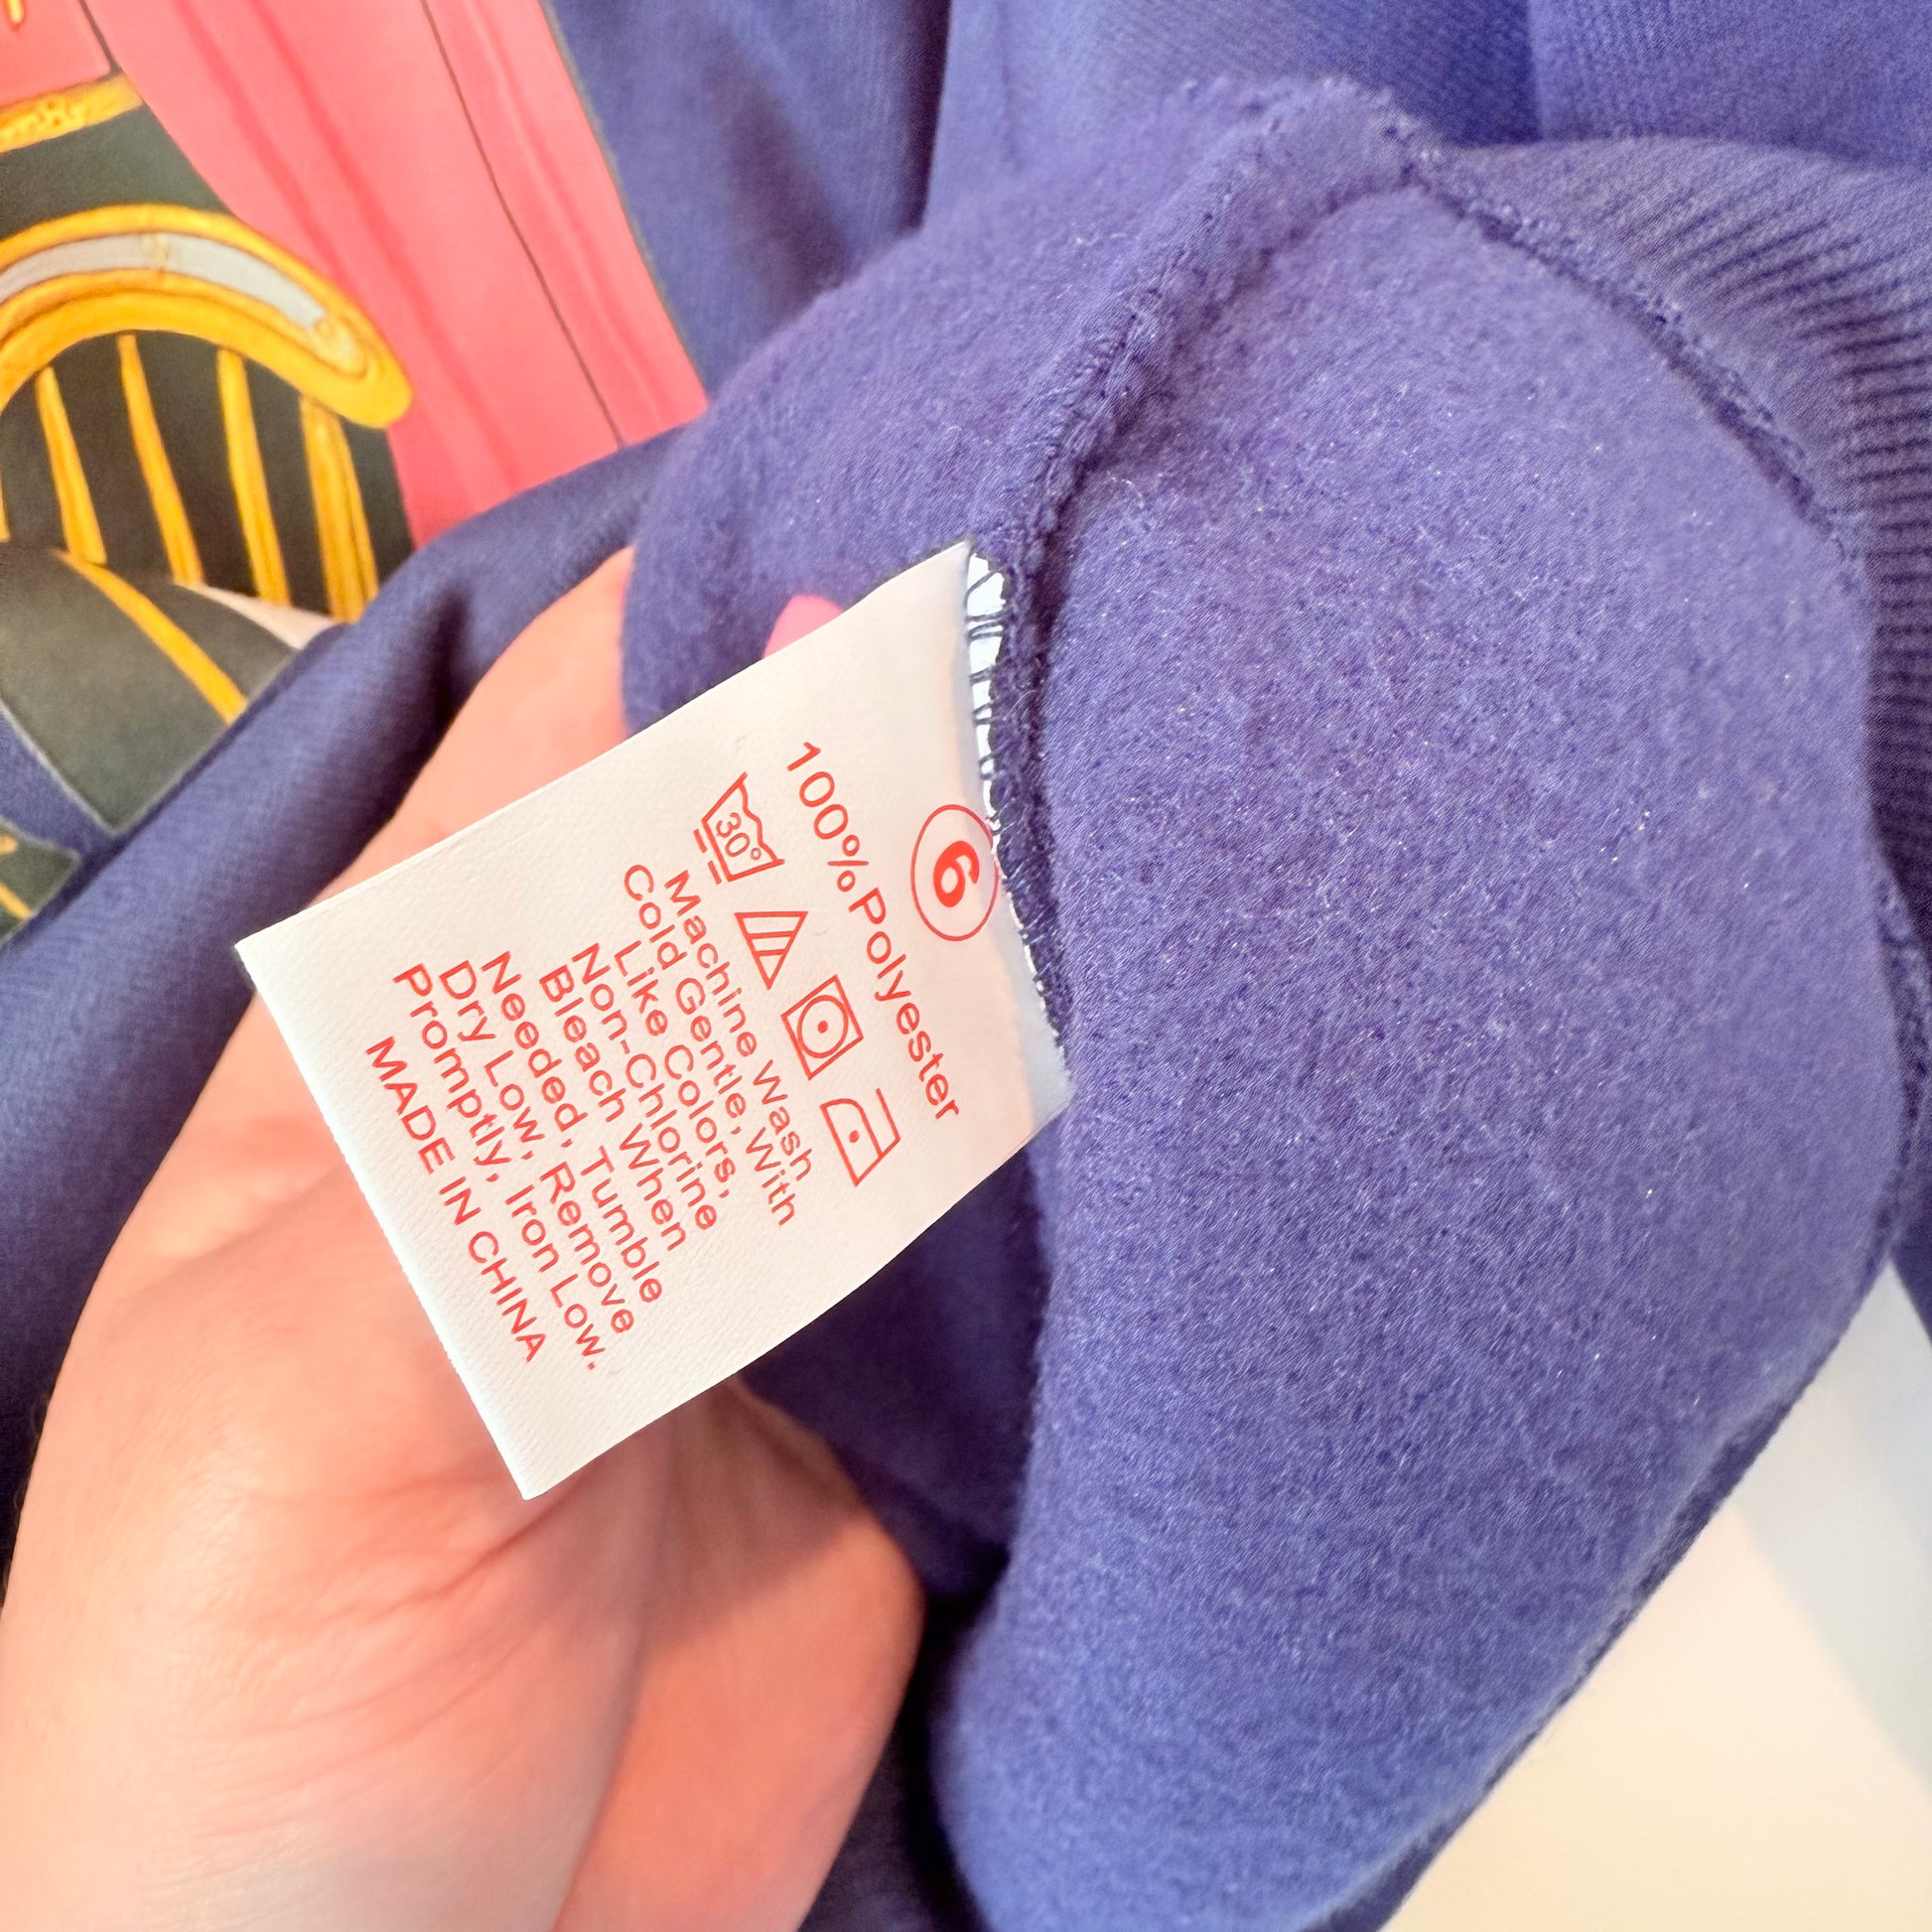 6
100% Polyester
30°
Machine Wash
Cold Gentle, With
Like Colors,
Non-Chlorine
Bleach When
Needed, Tumble
Dry Low, Remove
Promptly, Iron Low.
MADE IN CHINA